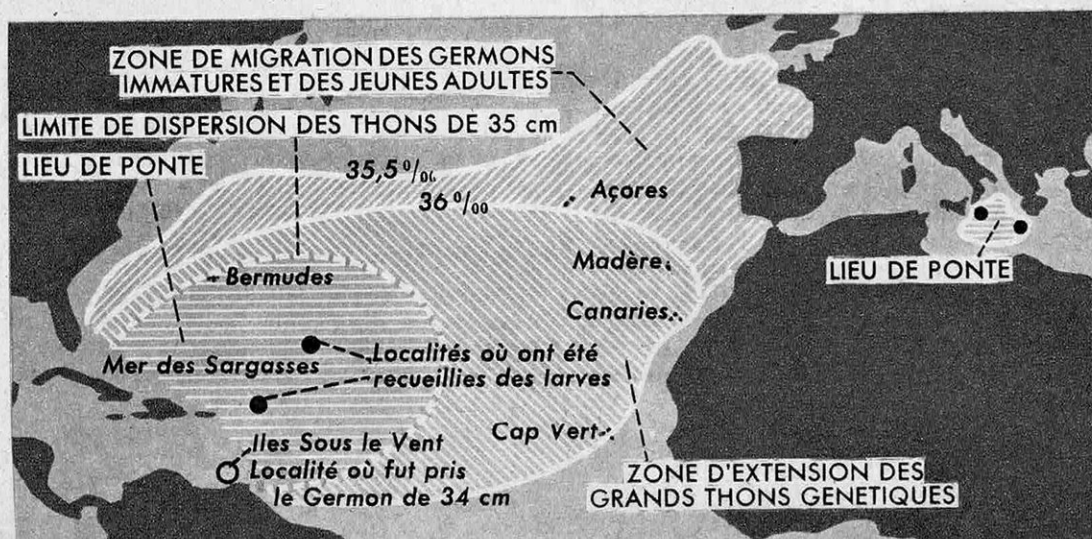 ZONE DE MIGRATION DES GERMONS
IMMATURES ET DES JEUNES ADULTES
LIMITE DE DISPERSION DES THONS DE 35 cm
LIEU DE PONTE
35,5 ‰
36 ‰
Açores
Madère
Canaries
Bermudes
LIEU DE PONTE
Mer des Sargasses
Localités où ont été
recueillies des larves
Cap Vert
Iles Sous le Vent
Localité où fut pris
le Germon de 34 cm
ZONE D'EXTENSION DES
GRANDS THONS GENETIQUES